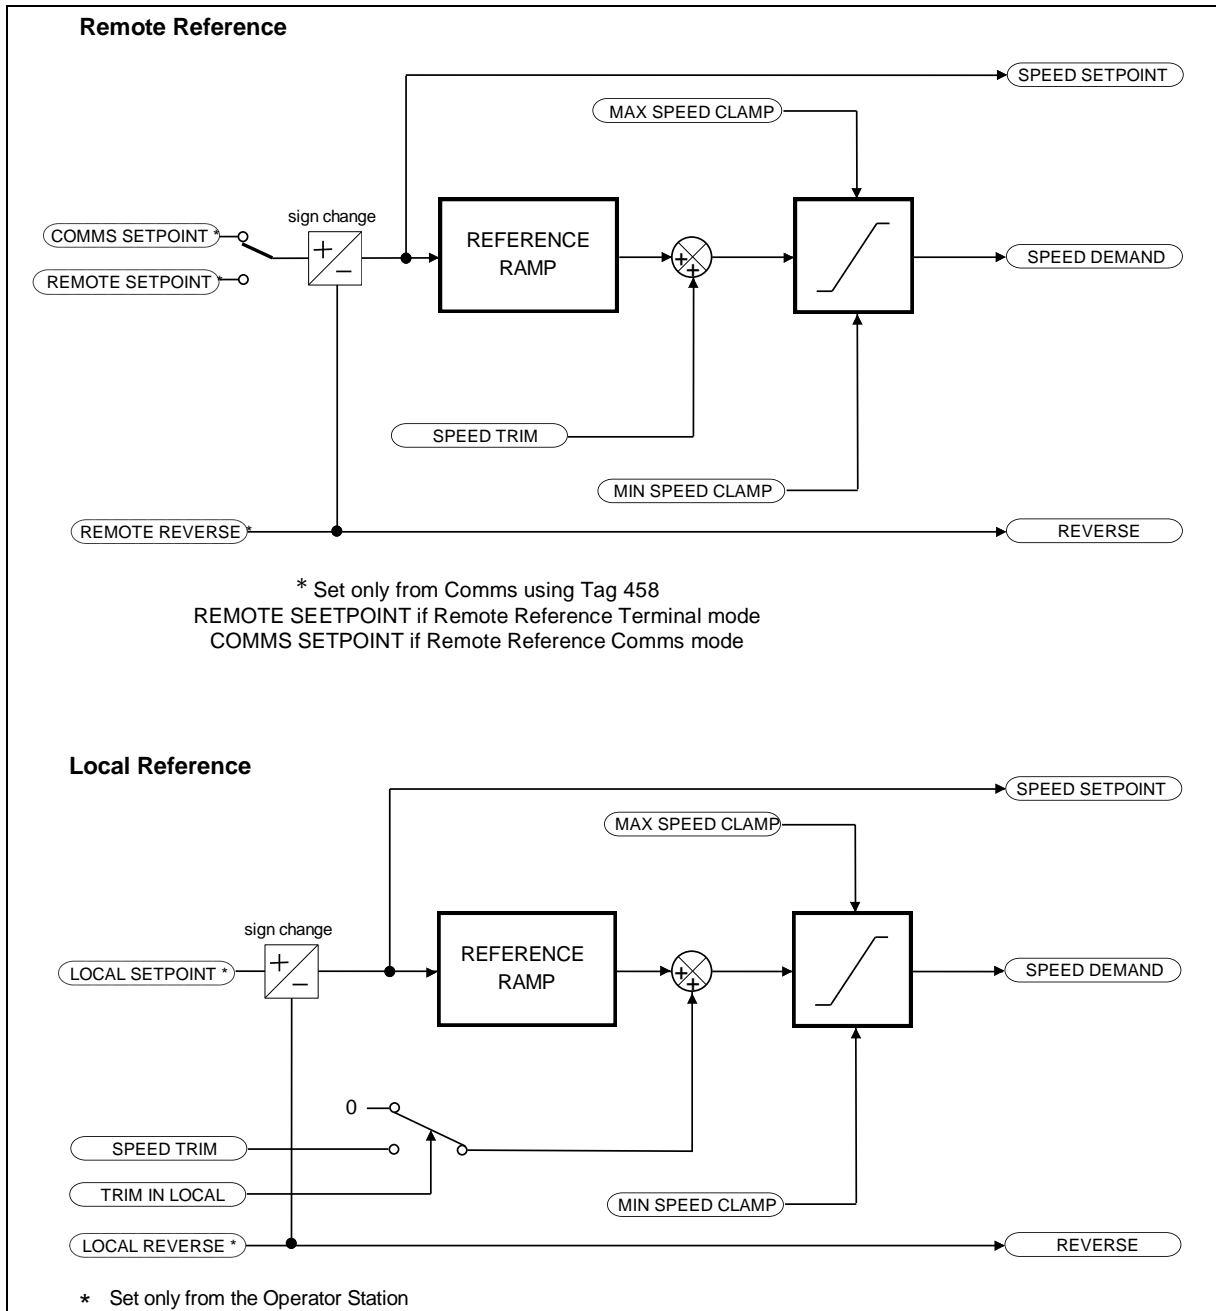 Remote Reference
SPEED SETPOINT
MAX SPEED CLAMP
sign change
COMMS SETPOINT *
+
−
REFERENCE
RAMP
+
+
SPEED DEMAND
REMOTE SETPOINT *
SPEED TRIM
MIN SPEED CLAMP
REMOTE REVERSE *
REVERSE
* Set only from Comms using Tag 458
REMOTE SEETPOINT if Remote Reference Terminal mode
COMMS SETPOINT if Remote Reference Comms mode
Local Reference
SPEED SETPOINT
MAX SPEED CLAMP
sign change
LOCAL SETPOINT *
+
−
REFERENCE
RAMP
+
+
SPEED DEMAND
0
SPEED TRIM
TRIM IN LOCAL
MIN SPEED CLAMP
LOCAL REVERSE *
REVERSE
* Set only from the Operator Station